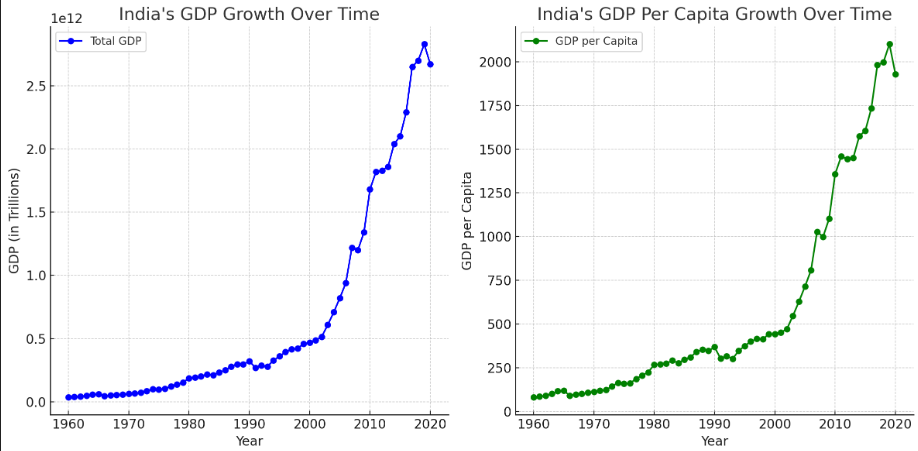 India's GDP Growth Over Time
1e12
Total GDP
GDP (in Trillions)
2.5
2.0
1.5
1.0
0.5
0.0
1960 1970 1980 1990 2000 2010 2020
Year
India's GDP Per Capita Growth Over Time
GDP per Capita
GDP per Capita
2000
1750
1500
1250
1000
750
500
250
0
1960 1970 1980 1990 2000 2010 2020
Year